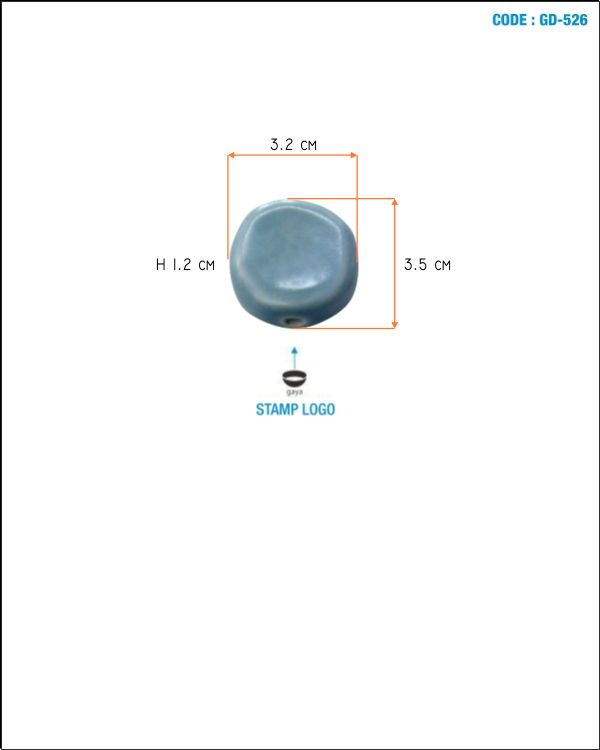 CODE : GD-526
3.2 CM
H 1.2 CM
3.5 CM
gaya
STAMP LOGO